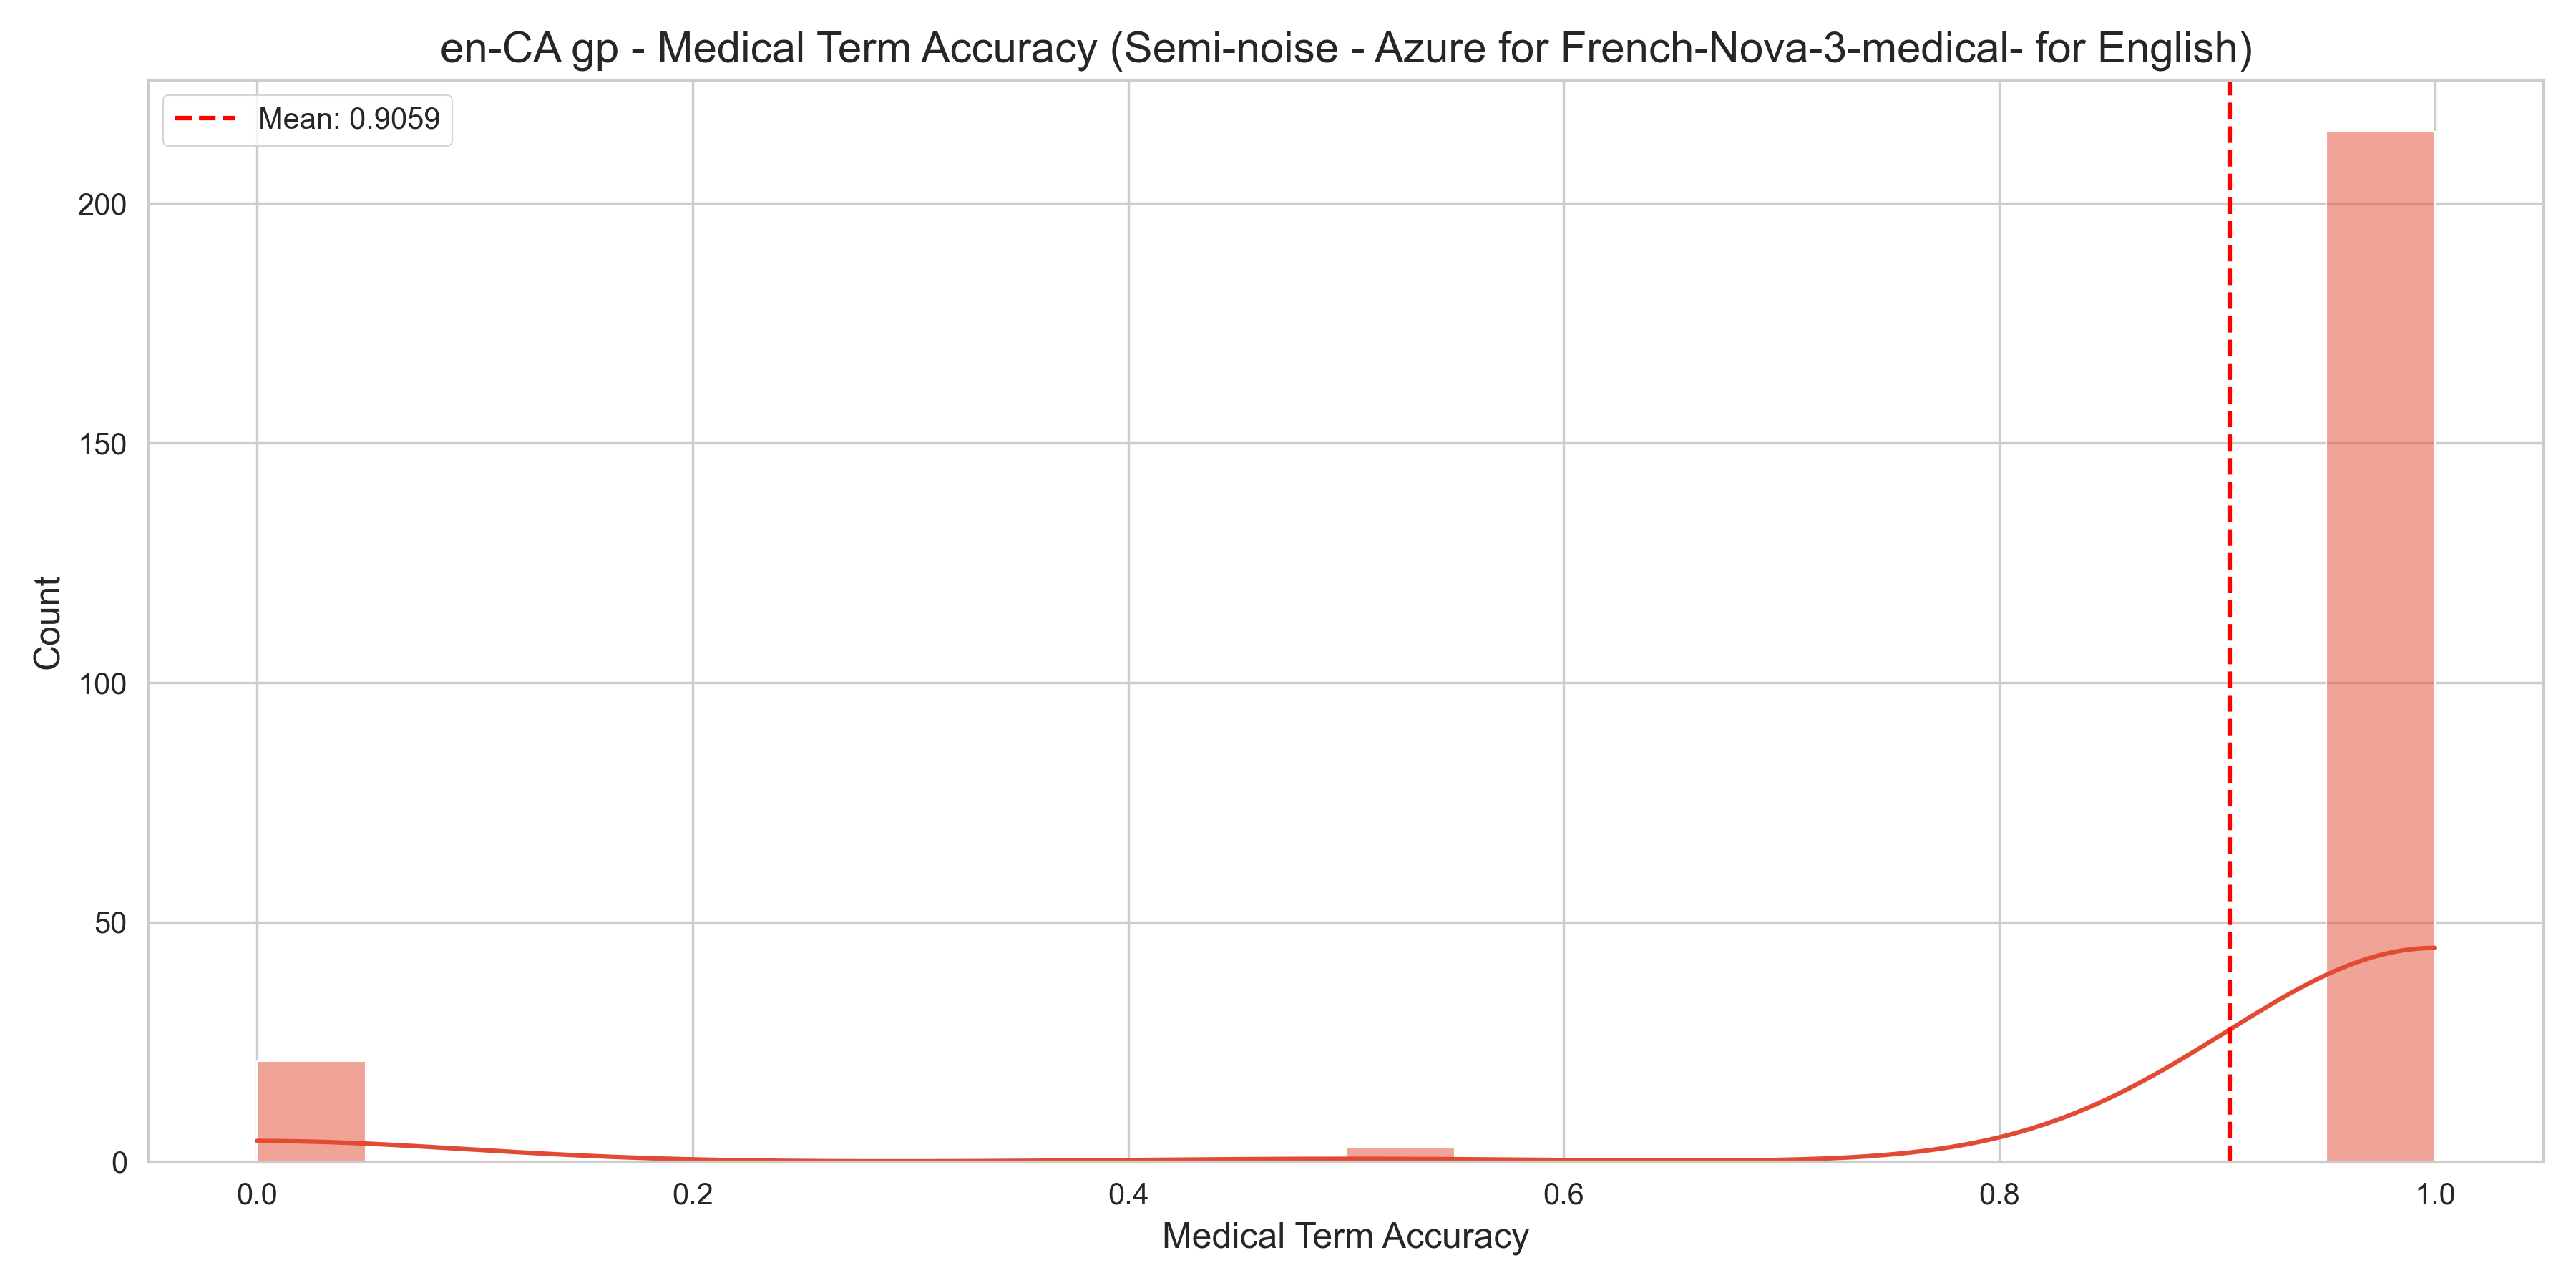 en-CA gp - Medical Term Accuracy (Semi-noise - Azure for French-Nova-3-medical- for English)
Mean: 0.9059
Count
200
150
100
50
0
0.0 0.2 0.4 0.6 0.8 1.0
Medical Term Accuracy